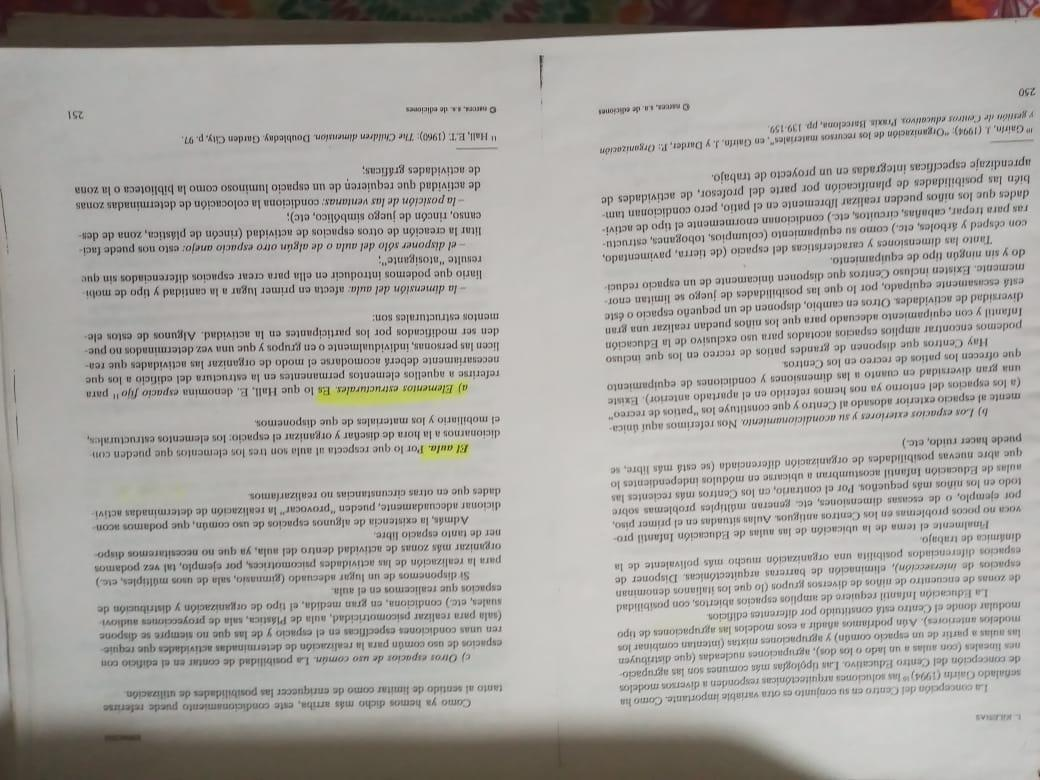 IGLESIAS
La concepción del Centro en su conjunto es otra variable importante. Como ha
señalado Gairín (1994)¹⁰ las soluciones arquitectónicas responden a diversos modelos
de concepción del Centro Educativo. Las tipologías más comunes son las agrupacio-
nes lineales (con aulas a un lado o los dos), agrupaciones nucleadas (que distribuyen
las aulas a partir de un espacio común) y agrupaciones mixtas (intentan combinar los
modelos anteriores). Aún podríamos añadir a esos modelos las agrupaciones de tipo
modular donde el Centro está constituido por diferentes edificios.
La Educación Infantil requiere de amplios espacios abiertos, con posibilidad
de zonas de encuentro de niños de diversos grupos (lo que los italianos denominan
espacios de intersección), eliminación de barreras arquitectónicas. Disponer de
espacios diferenciados posibilita una organización mucho más polivalente de la
dinámica de trabajo.
Finalmente el tema de la ubicación de las aulas de Educación Infantil pro-
voca no pocos problemas en los Centros antiguos. Aulas situadas en el primer piso,
por ejemplo, o de escasas dimensiones, etc. generan múltiples problemas sobre
todo en los niños más pequeños. Por el contrario, en los Centros más recientes las
aulas de Educación Infantil acostumbran a ubicarse en módulos independientes lo
que abre nuevas posibilidades de organización diferenciada (se está más libre, se
puede hacer ruido, etc.)
b) Los espacios exteriores y su acondicionamiento. Nos referimos aquí única-
mente al espacio exterior adosado al Centro y que constituye los "patios de recreo"
(a los espacios del entorno ya nos hemos referido en el apartado anterior). Existe
una gran diversidad en cuanto a las dimensiones y condiciones de equipamiento
que ofrecen los patios de recreo en los Centros.
Hay Centros que disponen de grandes patios de recreo en los que incluso
podemos encontrar amplios espacios acotados para uso exclusivo de la Educación
Infantil y con equipamiento adecuado para que los niños puedan realizar una gran
diversidad de actividades. Otros en cambio, disponen de un pequeño espacio o éste
está escasamente equipado, por lo que las posibilidades de juego se limitan enor-
memente. Existen incluso Centros que disponen únicamente de un espacio reduci-
do y sin ningún tipo de equipamiento.
Tanto las dimensiones y características del espacio (de tierra, pavimentado,
con césped y árboles, etc.) como su equipamiento (columpios, toboganes, estructu-
ras para trepar, cabañas, circuitos, etc.) condicionan enormemente el tipo de activi-
dades que los niños pueden realizar libremente en el patio, pero condicionan tam-
bién las posibilidades de planificación por parte del profesor, de actividades de
aprendizaje específicas integradas en un proyecto de trabajo.
¹⁰ Gairín, J. (1994): "Organización de los recursos materiales", en Gairín, J. y Darder, P.: Organización
y gestión de Centros educativos. Praxis. Barcelona, pp. 139-159.
© narcea, s.a. de ediciones
250
Como ya hemos dicho más arriba, este condicionamiento puede referirse
tanto al sentido de limitar como de enriquecer las posibilidades de utilización.
c) Otros espacios de uso común. La posibilidad de contar en el edificio con
espacios de uso común para la realización de determinadas actividades que requie-
ren unas condiciones específicas en el espacio y de las que no siempre se dispone
(sala para realizar psicomotricidad, aula de Plástica, sala de proyecciones audiovi-
suales, etc.) condiciona, en gran medida, el tipo de organización y distribución de
espacios que realicemos en el aula.
Si disponemos de un lugar adecuado (gimnasio, sala de usos múltiples, etc.)
para la realización de las actividades psicomotrices, por ejemplo, tal vez podamos
organizar más zonas de actividad dentro del aula, ya que no necesitaremos dispo-
ner de tanto espacio libre.
Admás, la existencia de algunos espacios de uso común, que podamos acon-
dicionar adecuadamente, pueden "provocar" la realización de determinadas activi-
dades que en otras circunstancias no realizaríamos.
El aula. Por lo que respecta al aula son tres los elementos que pueden con-
dicionarnos a la hora de diseñar y organizar el espacio: los elementos estructurales,
el mobiliario y los materiales de que disponemos.
a) Elementos estructurales. Es lo que Hall, E. denomina espacio fijo ¹¹ para
referirse a aquellos elementos permanentes en la estructura del edificio a los que
necesariamente deberá acomodarse el modo de organizar las actividades que rea-
licen las personas, individualmente o en grupos y que una vez determinados no pue-
den ser modificados por los participantes en la actividad. Algunos de estos ele-
mentos estructurales son:
– la dimensión del aula: afecta en primer lugar a la cantidad y tipo de mobi-
liario que podemos introducir en ella para crear espacios diferenciados sin que
resulte "atosigante";
– el disponer sólo del aula o de algún otro espacio anejo: esto nos puede faci-
litar la creación de otros espacios de actividad (rincón de plástica, zona de des-
canso, rincón de juego simbólico, etc);
– la posición de las ventanas: condiciona la colocación de determinadas zonas
de actividad que requieren de un espacio luminoso como la biblioteca o la zona
de actividades gráficas;
¹¹ Hall, E.T. (1966): The Children dimension. Doubleday. Garden City, p. 97.
© narcea, s.a. de ediciones
251